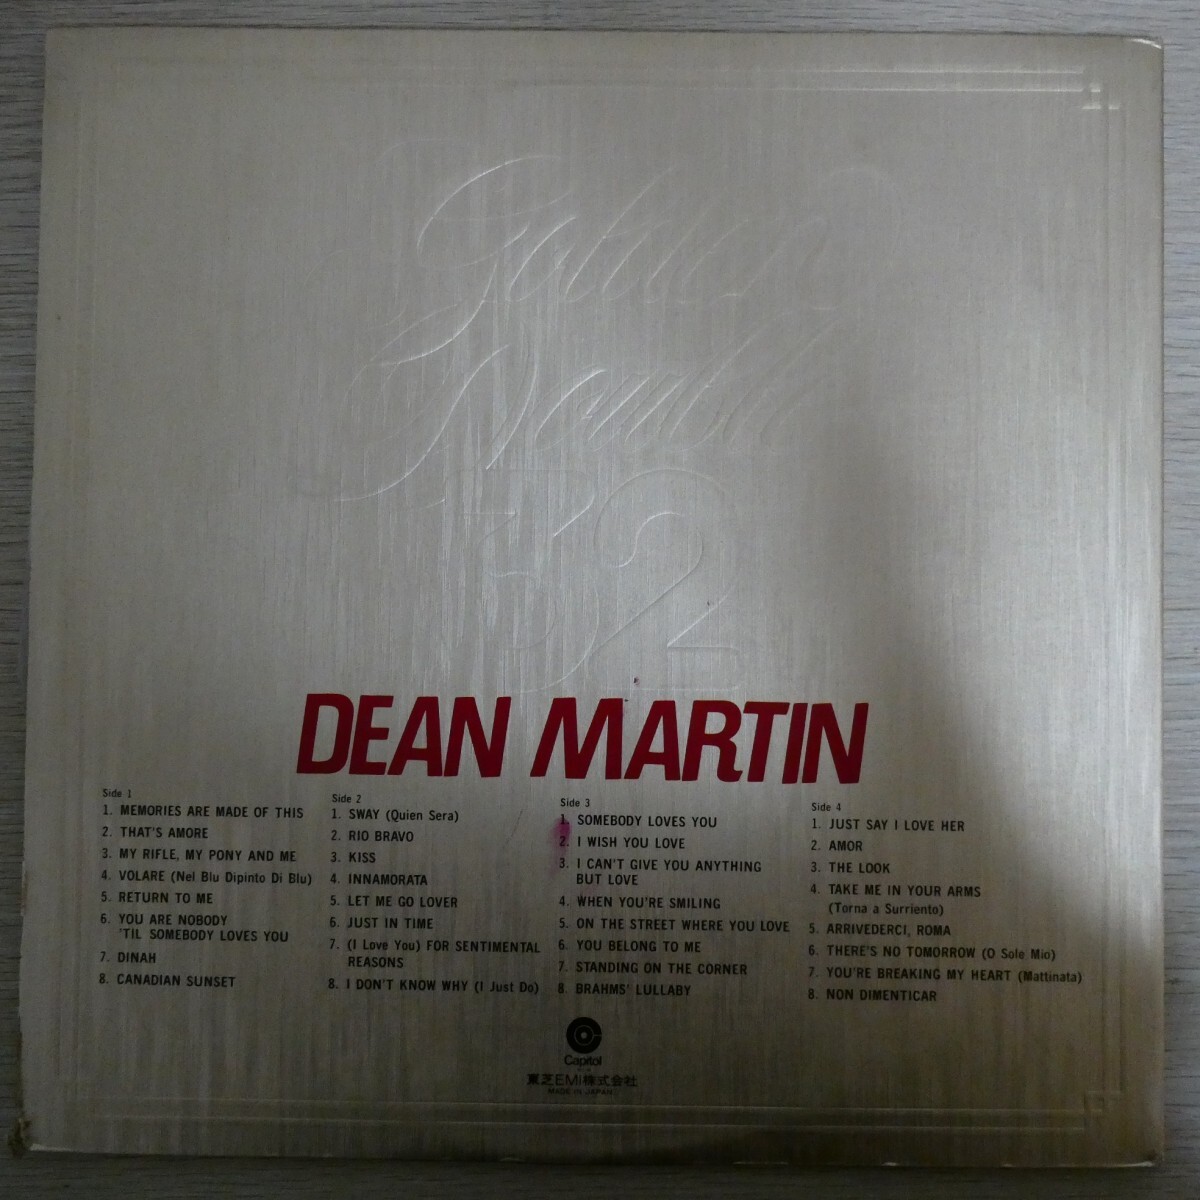 Golden
Double
32
DEAN MARTIN
Side 1
1. MEMORIES ARE MADE OF THIS
2. THAT'S AMORE
3. MY RIFLE, MY PONY AND ME
4. VOLARE (Nel Blu Dipinto Di Blu)
5. RETURN TO ME
6. YOU ARE NOBODY
'TIL SOMEBODY LOVES YOU
7. DINAH
8. CANADIAN SUNSET
Side 2
1. SWAY (Quien Sera)
2. RIO BRAVO
3. KISS
4. INNAMORATA
5. LET ME GO LOVER
6. JUST IN TIME
7. (I Love You) FOR SENTIMENTAL
REASONS
8. I DON'T KNOW WHY (I Just Do)
Side 3
1. SOMEBODY LOVES YOU
2. I WISH YOU LOVE
3. I CAN'T GIVE YOU ANYTHING
BUT LOVE
4. WHEN YOU'RE SMILING
5. ON THE STREET WHERE YOU LOVE
6. YOU BELONG TO ME
7. STANDING ON THE CORNER
8. BRAHMS' LULLABY
Side 4
1. JUST SAY I LOVE HER
2. AMOR
3. THE LOOK
4. TAKE ME IN YOUR ARMS
(Torna a Surriento)
5. ARRIVEDERCI, ROMA
6. THERE'S NO TOMORROW (O Sole Mio)
7. YOU'RE BREAKING MY HEART (Mattinata)
8. NON DIMENTICAR
Capitol
東芝EMI株式会社
MADE IN JAPAN